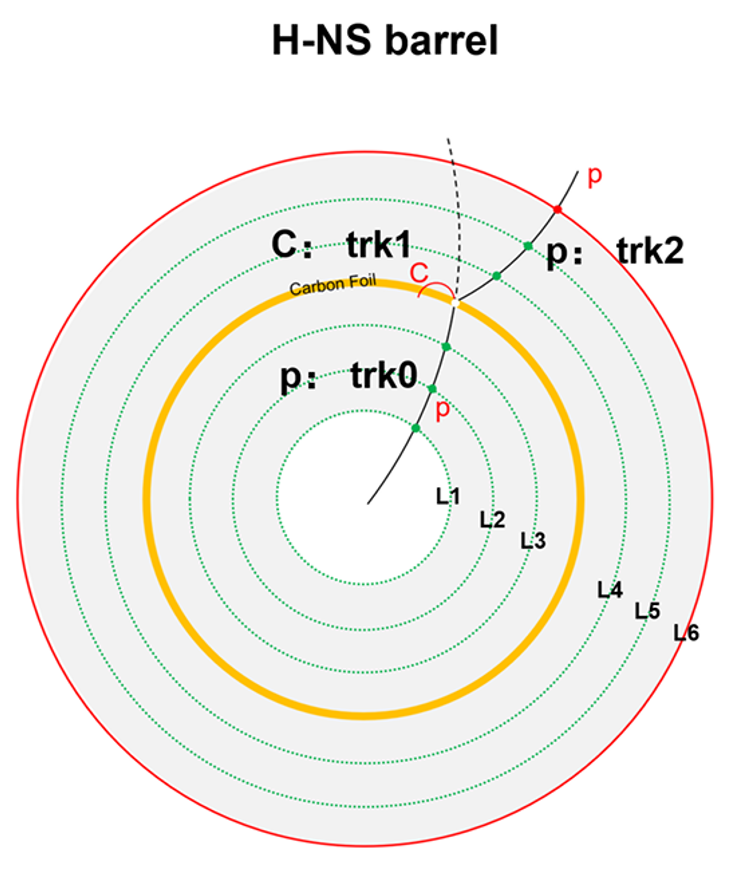 H-NS barrel
p
C： trk1
p： trk2
C
Carbon Foil
p： trk0
p
L1
L2
L3
L4
L5
L6